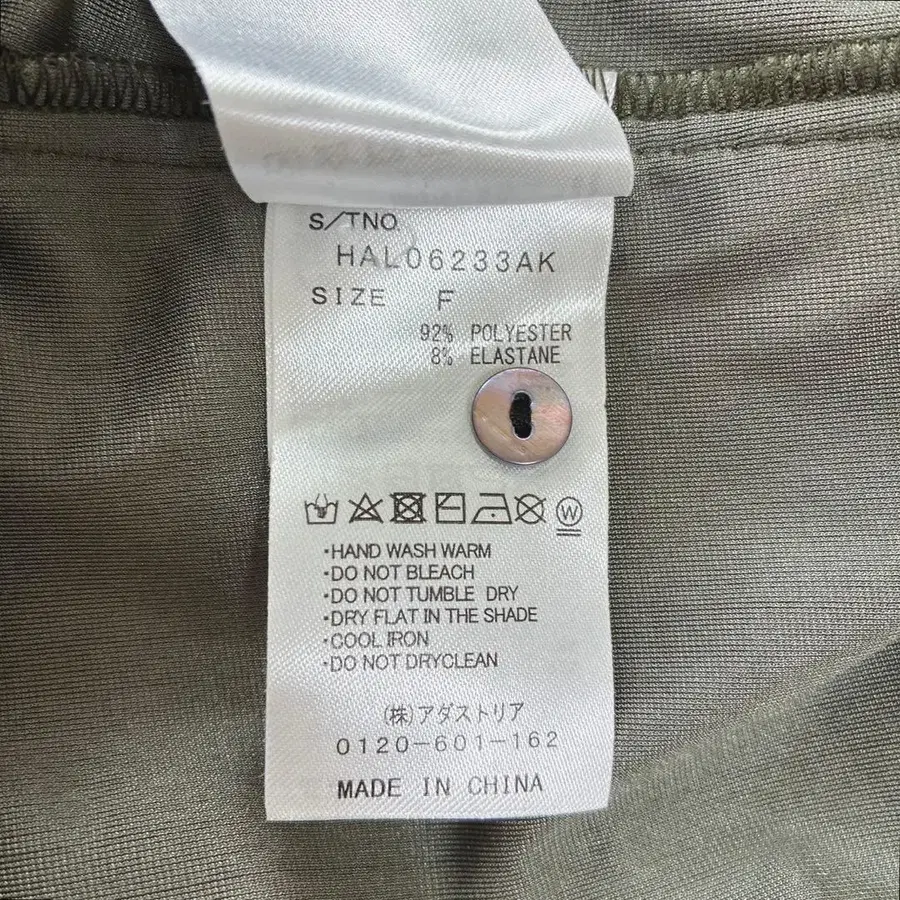 S/TNO
HAL06233AK
SIZE F
92% POLYESTER
8% ELASTANE
W
·HAND WASH WARM
·DO NOT BLEACH
·DO NOT TUMBLE DRY
·DRY FLAT IN THE SHADE
·COOL IRON
·DO NOT DRYCLEAN
(株)アダストリア
0120-601-162
MADE IN CHINA